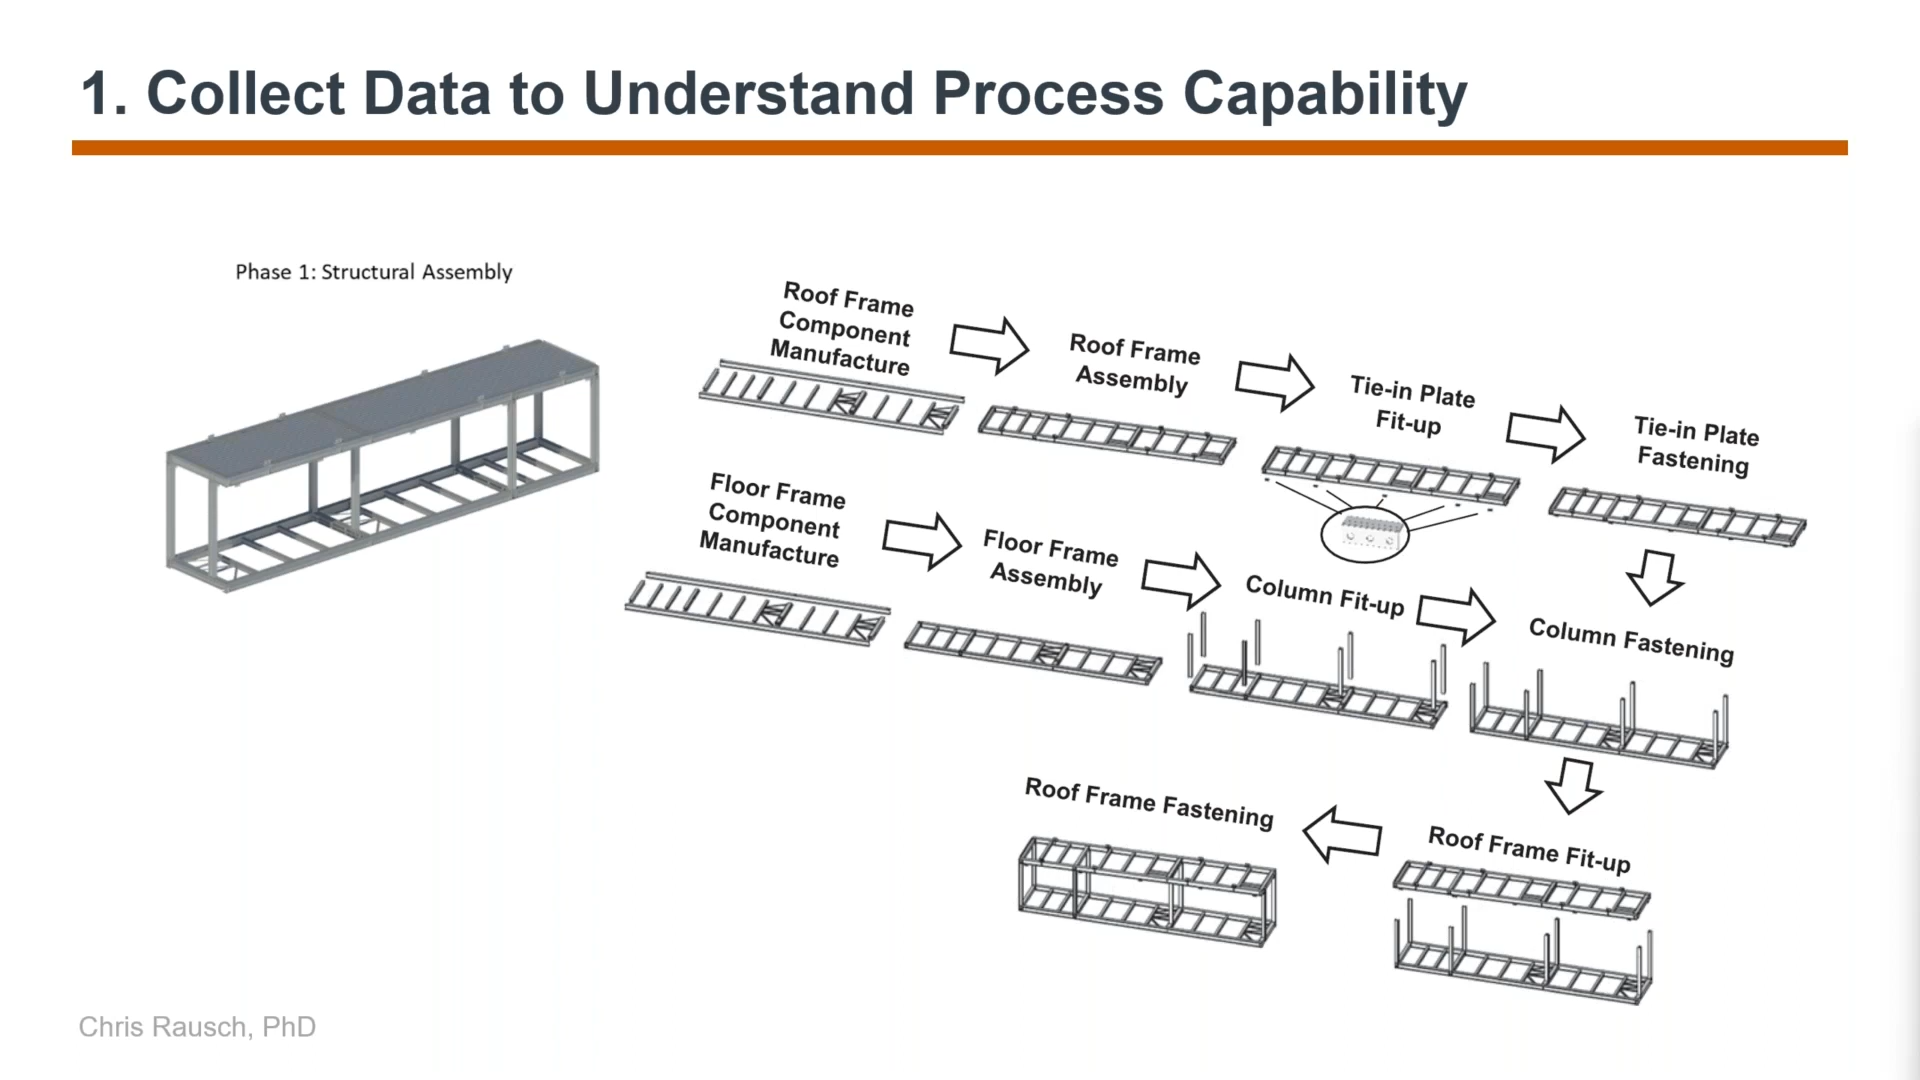 1. Collect Data to Understand Process Capability
Phase 1: Structural Assembly
Roof Frame
Component
Manufacture
Roof Frame
Assembly
Tie-in Plate
Fit-up
Tie-in Plate
Fastening
Floor Frame
Component
Manufacture
Floor Frame
Assembly
Column Fit-up
Column Fastening
Roof Frame Fastening
Roof Frame Fit-up
Chris Rausch, PhD